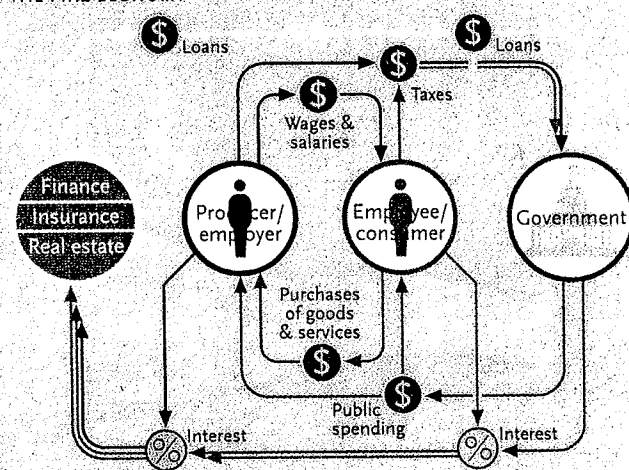 Loans
Loans
$
$
$
$
Taxes
Wages &
salaries
Finance
Insurance
Real estate
Producer/
employer
Employee/
consumer
Government
Purchases
of goods
& services
$
$
Public
spending
%
Interest
%
Interest